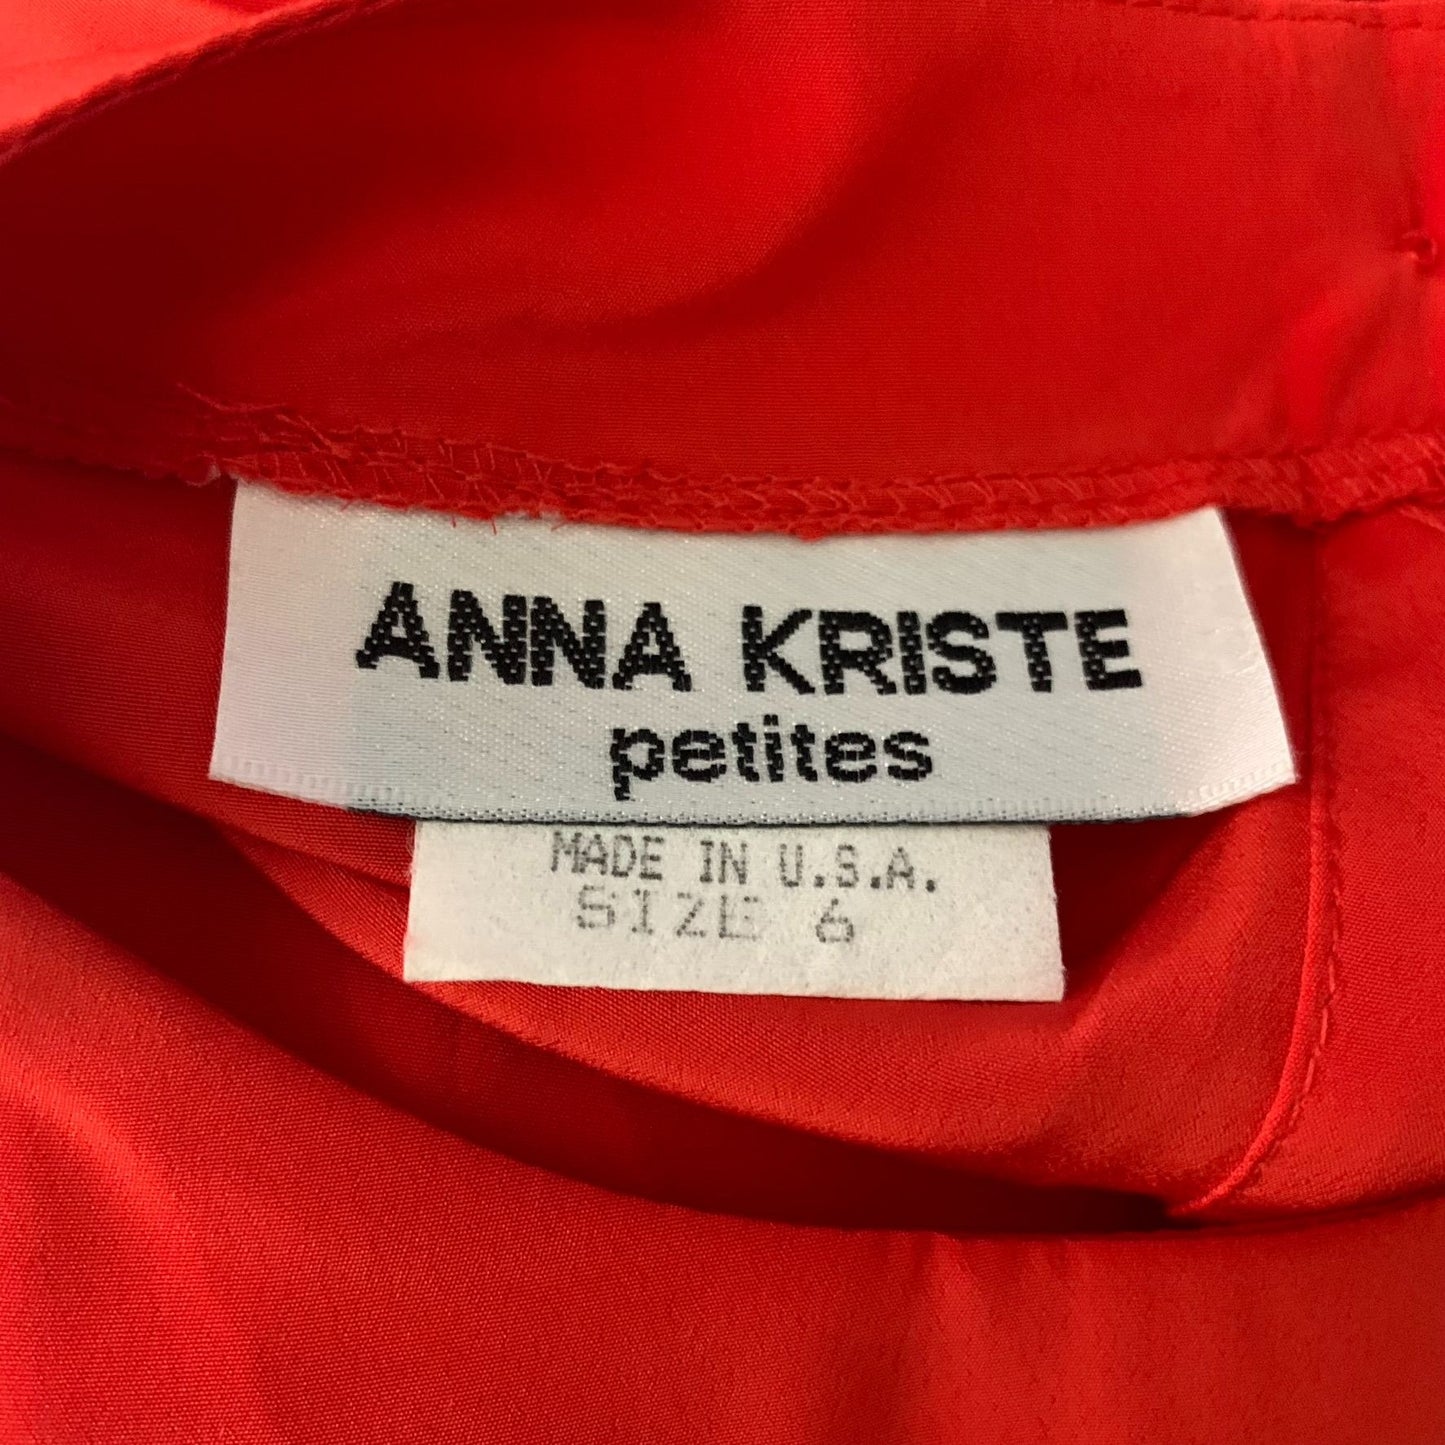 ANNA KRISTE
petites
MADE IN U.S.A.
SIZE 6